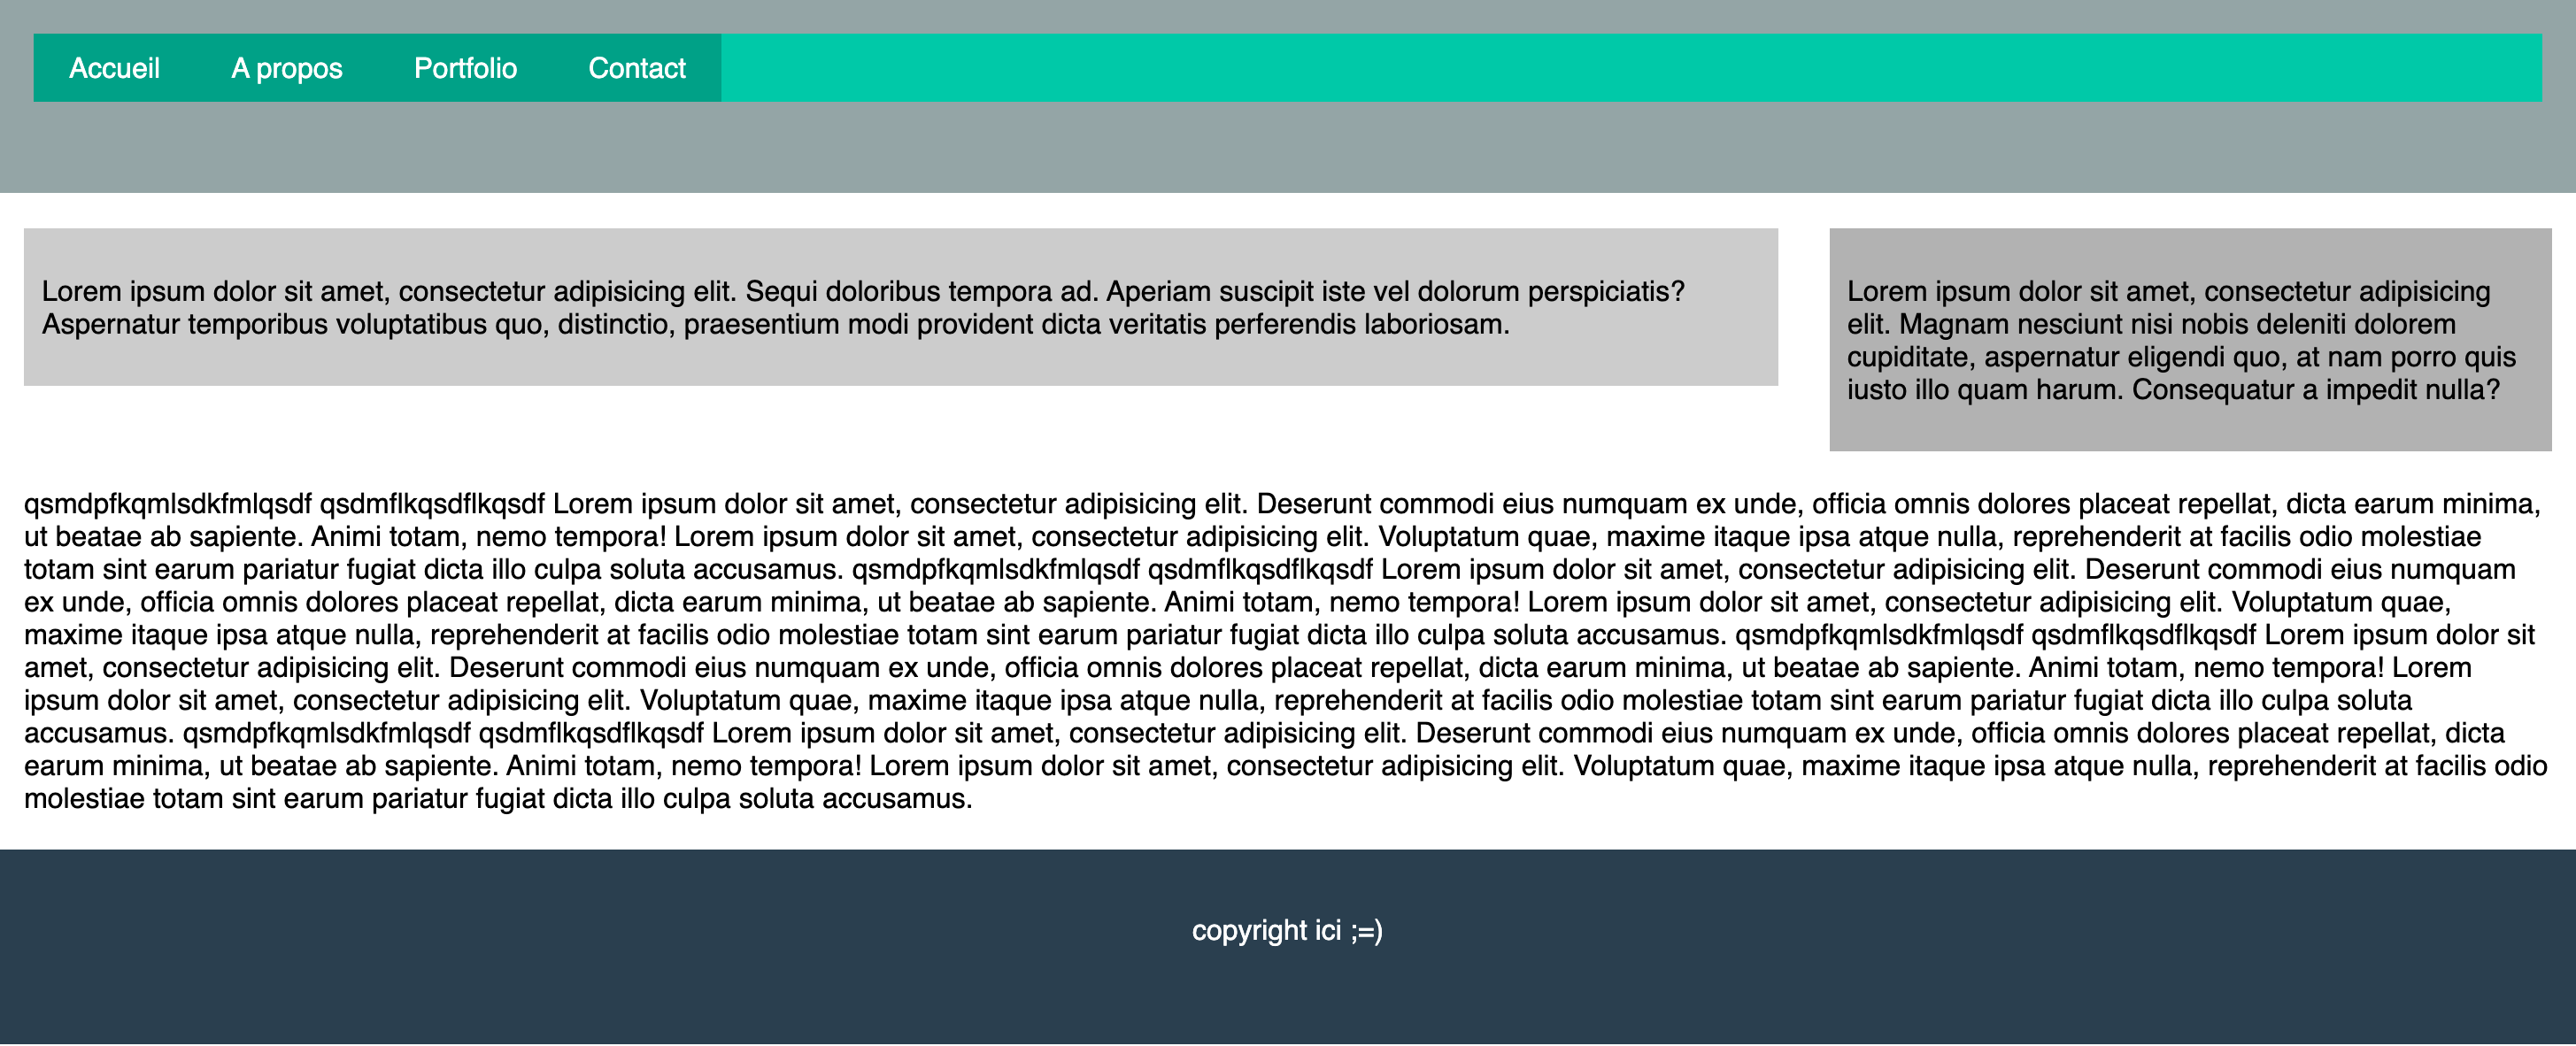 Accueil A propos Portfolio Contact
Lorem ipsum dolor sit amet, consectetur adipisicing elit. Sequi doloribus tempora ad. Aperiam suscipit iste vel dolorum perspiciatis?
Aspernatur temporibus voluptatibus quo, distinctio, praesentium modi provident dicta veritatis perferendis laboriosam.
Lorem ipsum dolor sit amet, consectetur adipisicing
elit. Magnam nesciunt nisi nobis deleniti dolorem
cupiditate, aspernatur eligendi quo, at nam porro quis
iusto illo quam harum. Consequatur a impedit nulla?
qsmdpfkqmlsdkfmlqsdf qsdmflkqsdflkqsdf Lorem ipsum dolor sit amet, consectetur adipisicing elit. Deserunt commodi eius numquam ex unde, officia omnis dolores placeat repellat, dicta earum minima,
ut beatae ab sapiente. Animi totam, nemo tempora! Lorem ipsum dolor sit amet, consectetur adipisicing elit. Voluptatum quae, maxime itaque ipsa atque nulla, reprehenderit at facilis odio molestiae
totam sint earum pariatur fugiat dicta illo culpa soluta accusamus. qsmdpfkqmlsdkfmlqsdf qsdmflkqsdflkqsdf Lorem ipsum dolor sit amet, consectetur adipisicing elit. Deserunt commodi eius numquam
ex unde, officia omnis dolores placeat repellat, dicta earum minima, ut beatae ab sapiente. Animi totam, nemo tempora! Lorem ipsum dolor sit amet, consectetur adipisicing elit. Voluptatum quae,
maxime itaque ipsa atque nulla, reprehenderit at facilis odio molestiae totam sint earum pariatur fugiat dicta illo culpa soluta accusamus. qsmdpfkqmlsdkfmlqsdf qsdmflkqsdflkqsdf Lorem ipsum dolor sit
amet, consectetur adipisicing elit. Deserunt commodi eius numquam ex unde, officia omnis dolores placeat repellat, dicta earum minima, ut beatae ab sapiente. Animi totam, nemo tempora! Lorem
ipsum dolor sit amet, consectetur adipisicing elit. Voluptatum quae, maxime itaque ipsa atque nulla, reprehenderit at facilis odio molestiae totam sint earum pariatur fugiat dicta illo culpa soluta
accusamus. qsmdpfkqmlsdkfmlqsdf qsdmflkqsdflkqsdf Lorem ipsum dolor sit amet, consectetur adipisicing elit. Deserunt commodi eius numquam ex unde, officia omnis dolores placeat repellat, dicta
earum minima, ut beatae ab sapiente. Animi totam, nemo tempora! Lorem ipsum dolor sit amet, consectetur adipisicing elit. Voluptatum quae, maxime itaque ipsa atque nulla, reprehenderit at facilis odio
molestiae totam sint earum pariatur fugiat dicta illo culpa soluta accusamus.
copyright ici ;=)